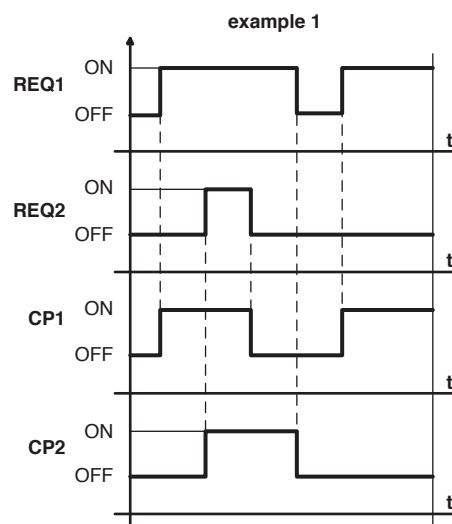 example 1
ON
REQ1
OFF
t
ON
REQ2
OFF
t
ON
CP1
OFF
t
ON
CP2
OFF
t